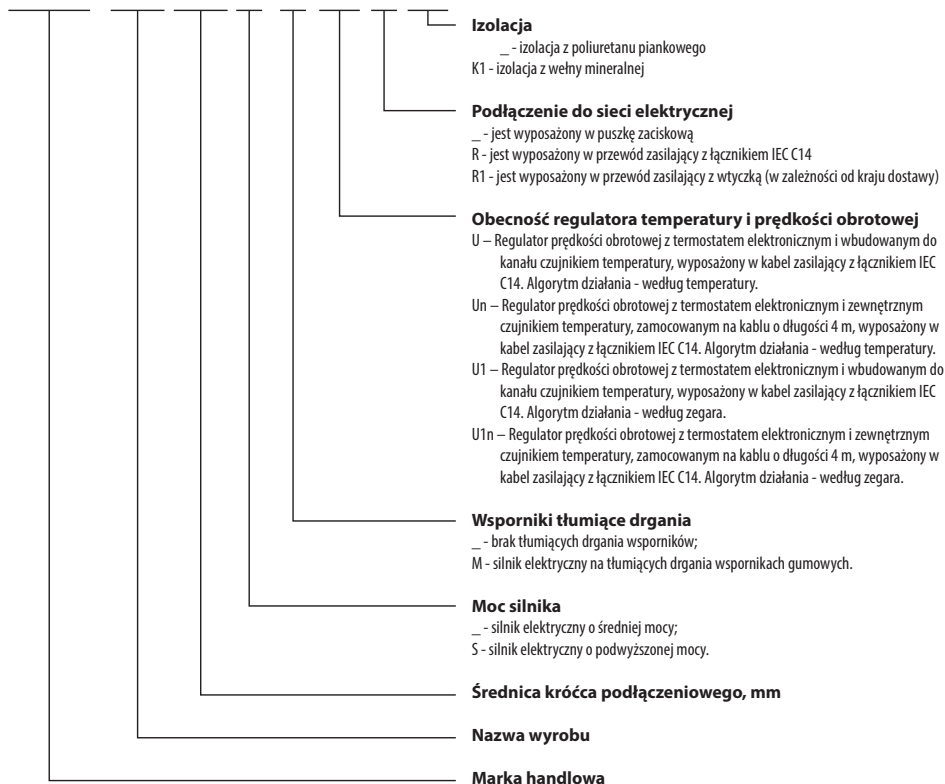 Izolacja
_ - izolacja z poliuretanu piankowego
K1 - izolacja z wełny mineralnej
Podłączenie do sieci elektrycznej
_ - jest wyposażony w puszkę zaciskową
R - jest wyposażony w przewód zasilający z łącznikiem IEC C14
R1 - jest wyposażony w przewód zasilający z wtyczką (w zależności od kraju dostawy)
Obecność regulatora temperatury i prędkości obrotowej
U – Regulator prędkości obrotowej z termostatem elektronicznym i wbudowanym do
kanału czujnikiem temperatury, wyposażony w kabel zasilający z łącznikiem IEC
C14. Algorytm działania - według temperatury.
Un – Regulator prędkości obrotowej z termostatem elektronicznym i zewnętrznym
czujnikiem temperatury, zamocowanym na kablu o długości 4 m, wyposażony w
kabel zasilający z łącznikiem IEC C14. Algorytm działania - według temperatury.
U1 – Regulator prędkości obrotowej z termostatem elektronicznym i wbudowanym do
kanału czujnikiem temperatury, wyposażony w kabel zasilający z łącznikiem IEC
C14. Algorytm działania - według zegara.
U1n – Regulator prędkości obrotowej z termostatem elektronicznym i zewnętrznym
czujnikiem temperatury, zamocowanym na kablu o długości 4 m, wyposażony w
kabel zasilający z łącznikiem IEC C14. Algorytm działania - według zegara.
Wsporniki tłumiące drgania
_ - brak tłumiących drgania wsporników;
M - silnik elektryczny na tłumiących drgania wspornikach gumowych.
Moc silnika
_ - silnik elektryczny o średniej mocy;
S - silnik elektryczny o podwyższonej mocy.
Średnica króćca podłączeniowego, mm
Nazwa wyrobu
Marka handlowa